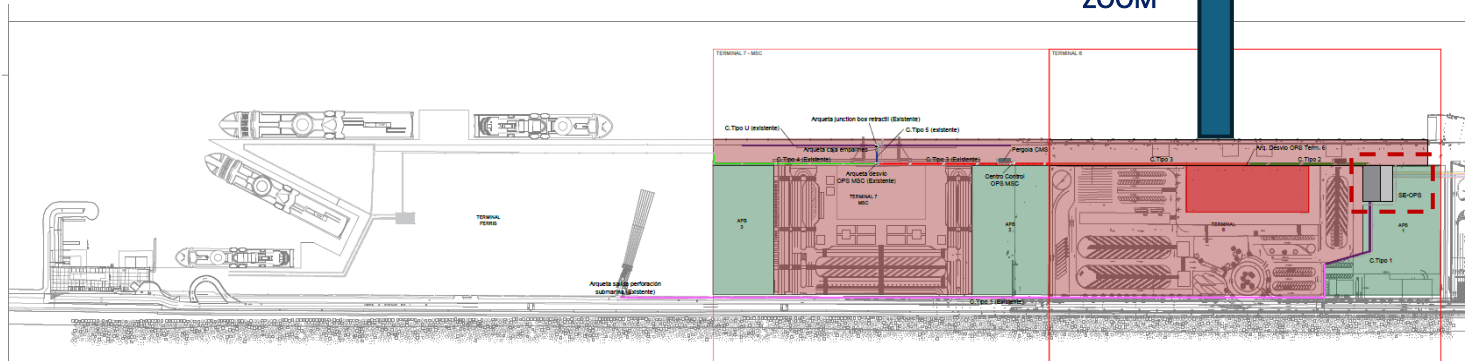 ZOOM
TERMINAL 7 - MSC
TERMINAL 6
Arqueta junction box retractil (Existente)
C.Tipo U (existente)
C.Tipo 5 (existente)
Arqueta caja empalmes
Pergola CMS
Arq. Desvio OPS Term. 6
C.Tipo 4 (Existente)
C.Tipo 3 (Existente)
C.Tipo 3
C.Tipo 2
Arqueta desvio
OPS MSC (Existente)
Centro Control
OPS MSC
SE-OPS
TERMINAL 7
MSC
TERMINAL
FERRIS
APS
3
APS
2
TERMINAL
6
APS
1
C.Tipo 1
Arqueta salida perforación
submarina (Existente)
C.Tipo 1 (Existente)